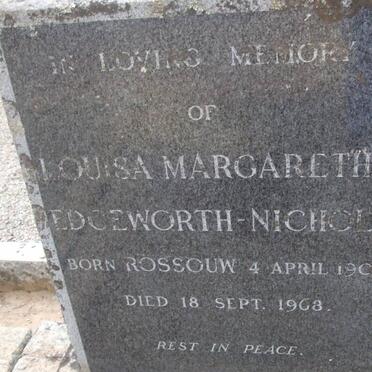 IN LOVING MEMORY
OF
LOUISA MARGARETH
EDGEWORTH-NICHOL
BORN ROSSOUW 4 APRIL 190
DIED 18 SEPT. 1968.
REST IN PEACE.